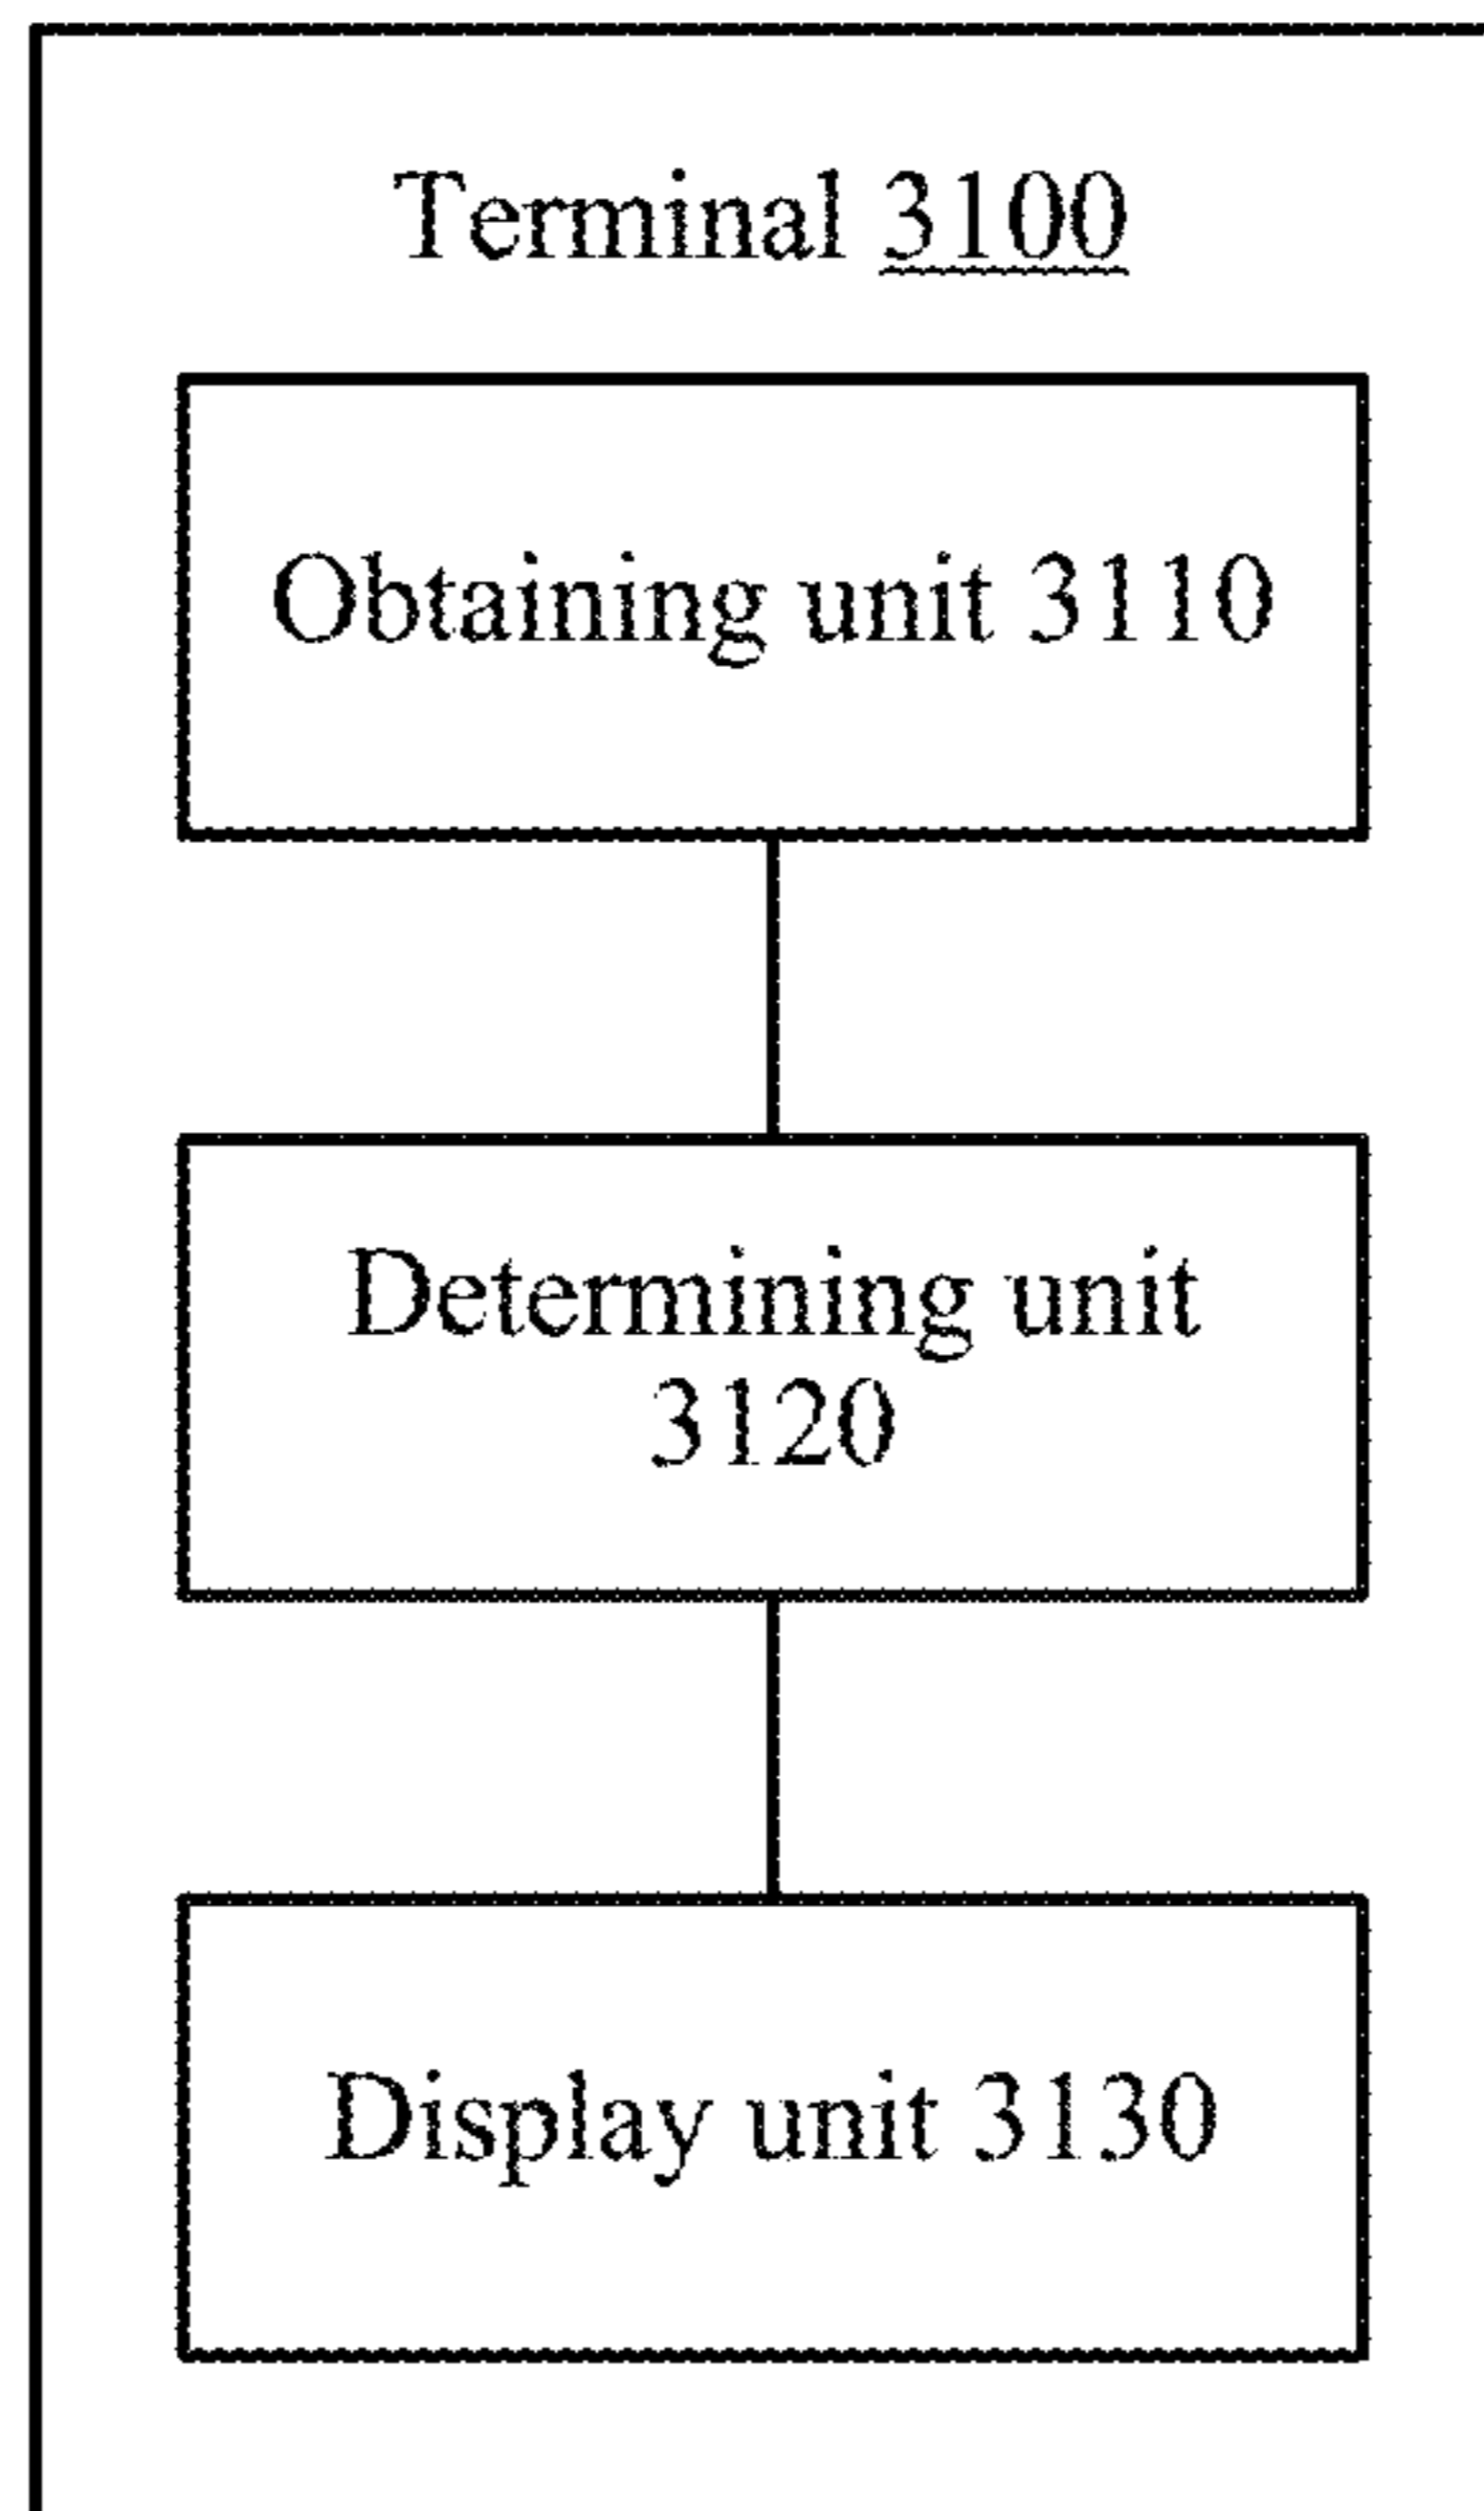 Terminal 3100
Obtaining unit 3110
Determining unit
3120
Display unit 3130